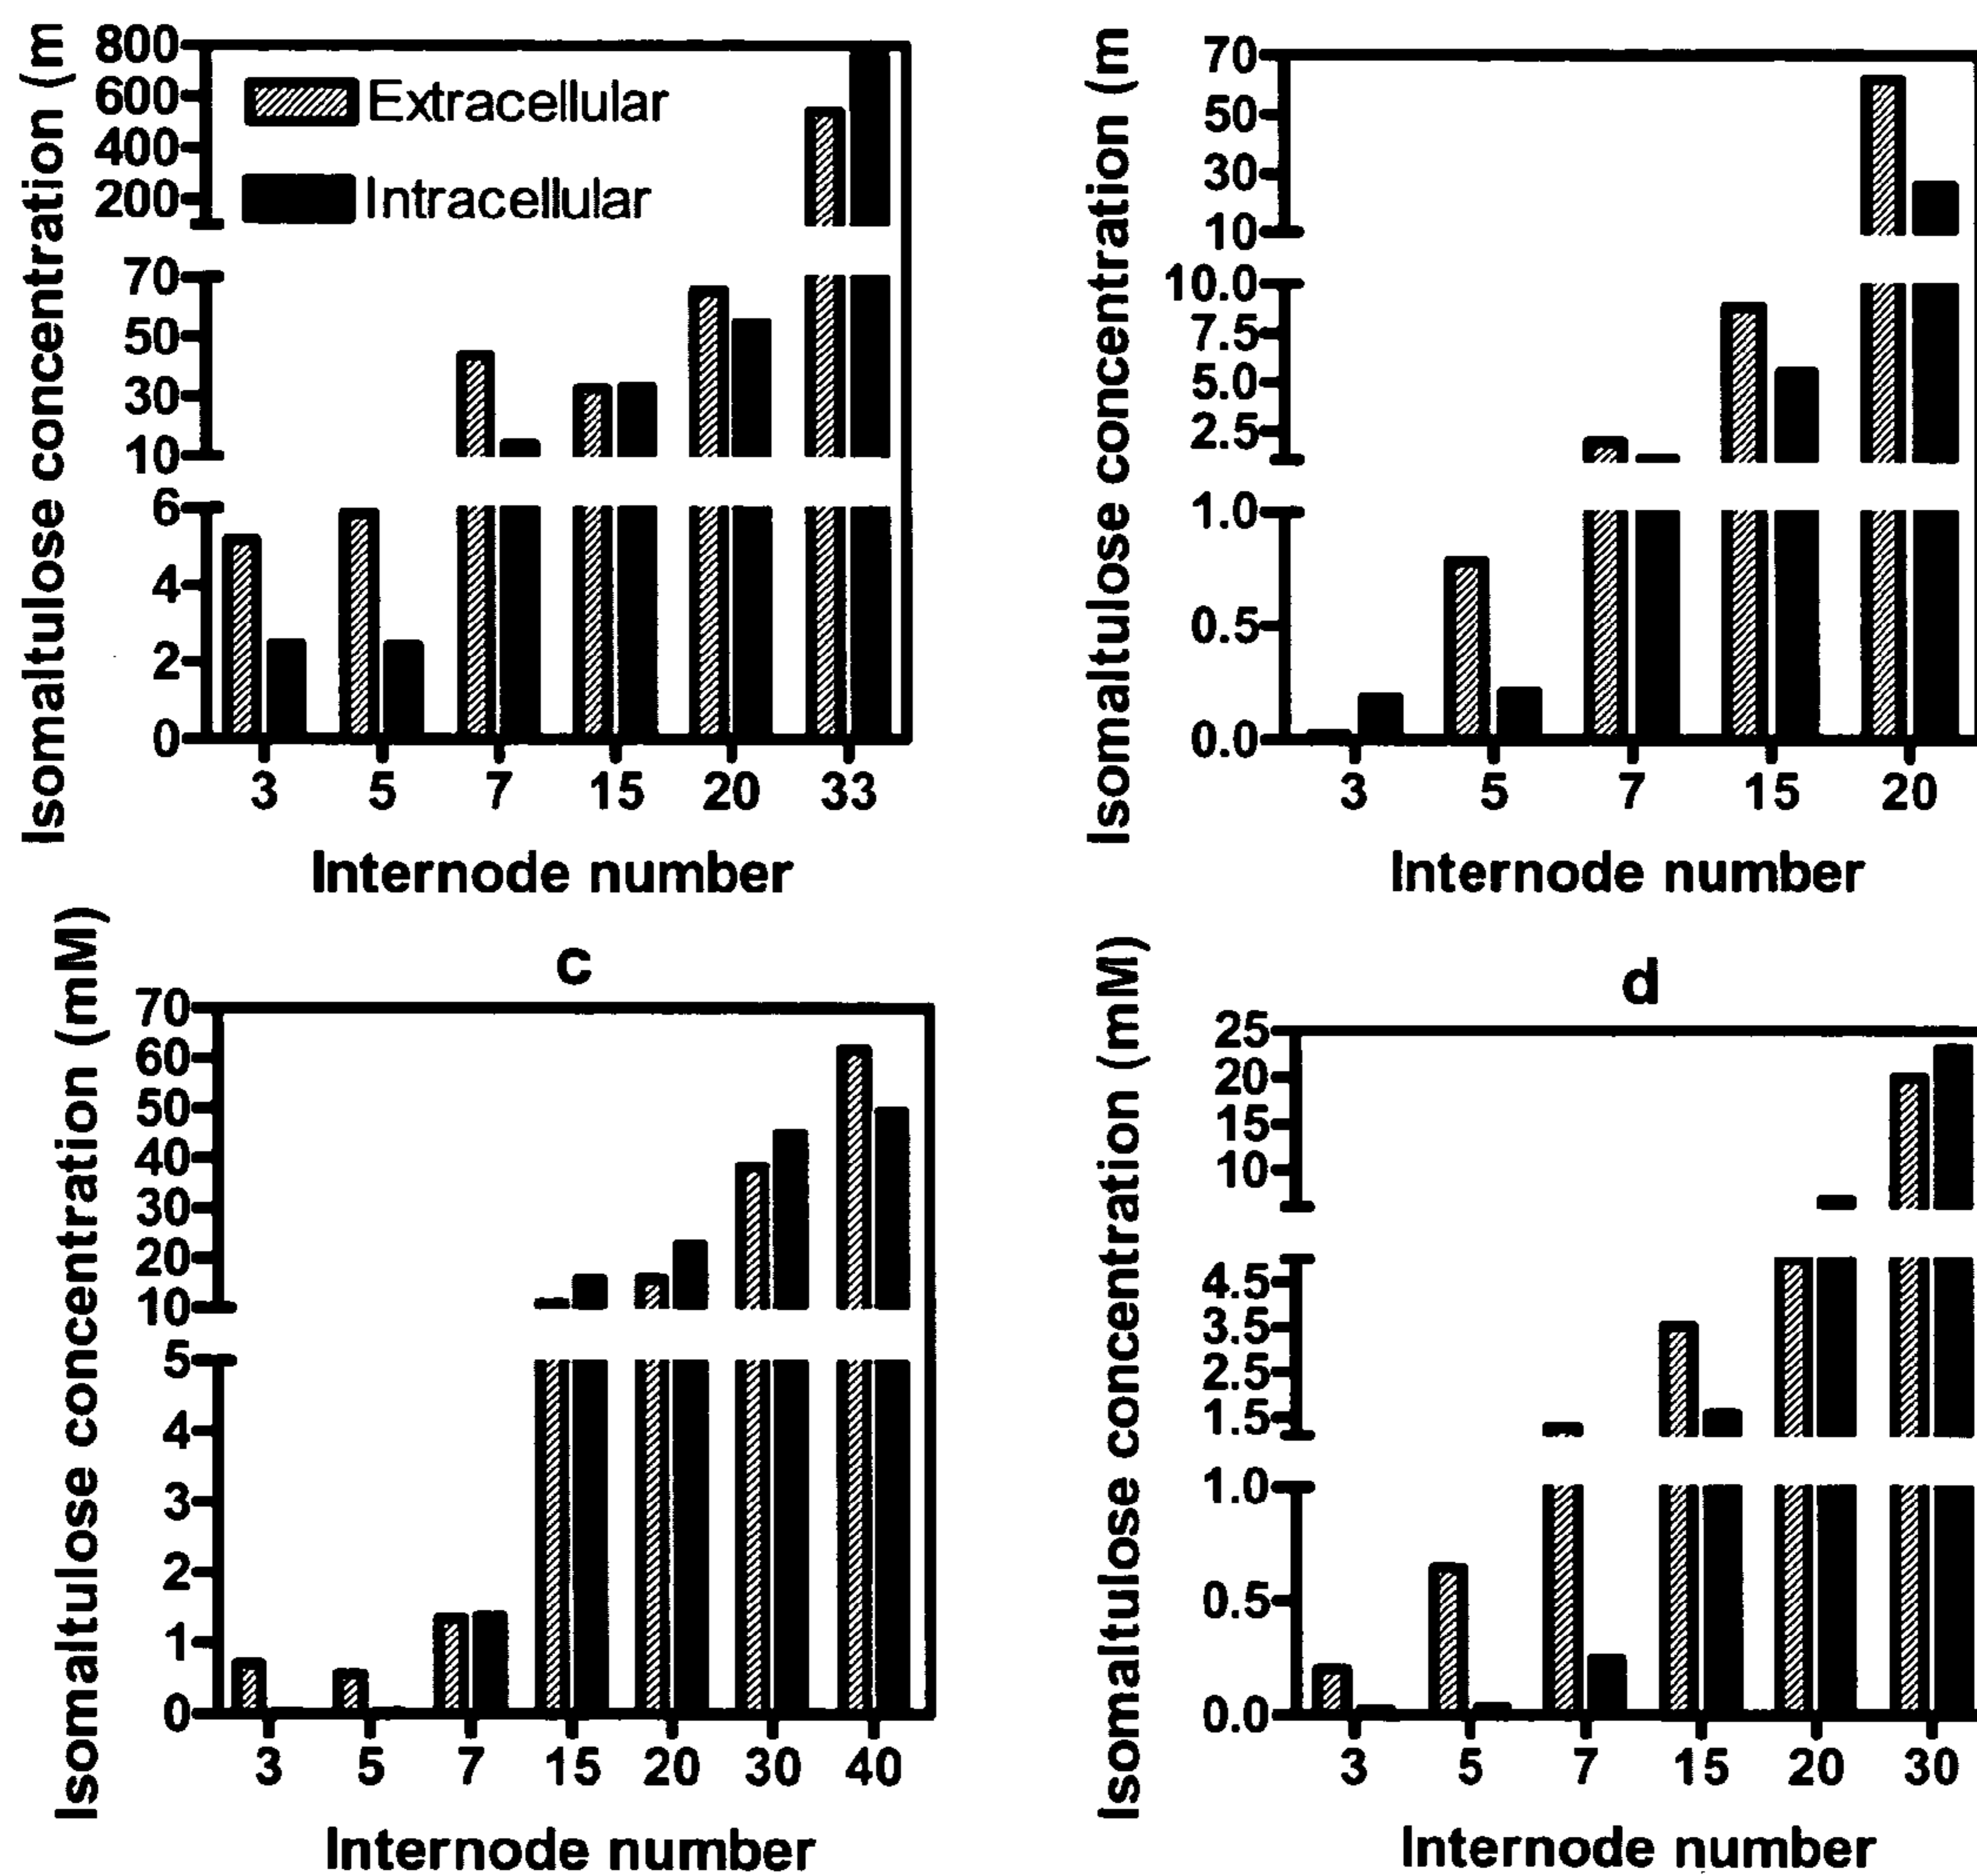 Isomaltulose concentration (m
800
600
400
200
70
50
30
10
6
4
2
0
Extracellular
Intracellular
3 5 7 15 20 33
Internode number
Isomaltulose concentration (m
70
50
30
10
10.0
7.5
5.0
2.5
1.0
0.5
0.0
3 5 7 15 20
Internode number
c
Isomaltulose concentration (mM)
70
60
50
40
30
20
10
5
4
3
2
1
0
3 5 7 15 20 30 40
Internode number
d
Isomaltulose concentration (mM)
25
20
15
10
4.5
3.5
2.5
1.5
1.0
0.5
0.0
3 5 7 15 20 30
Internode number